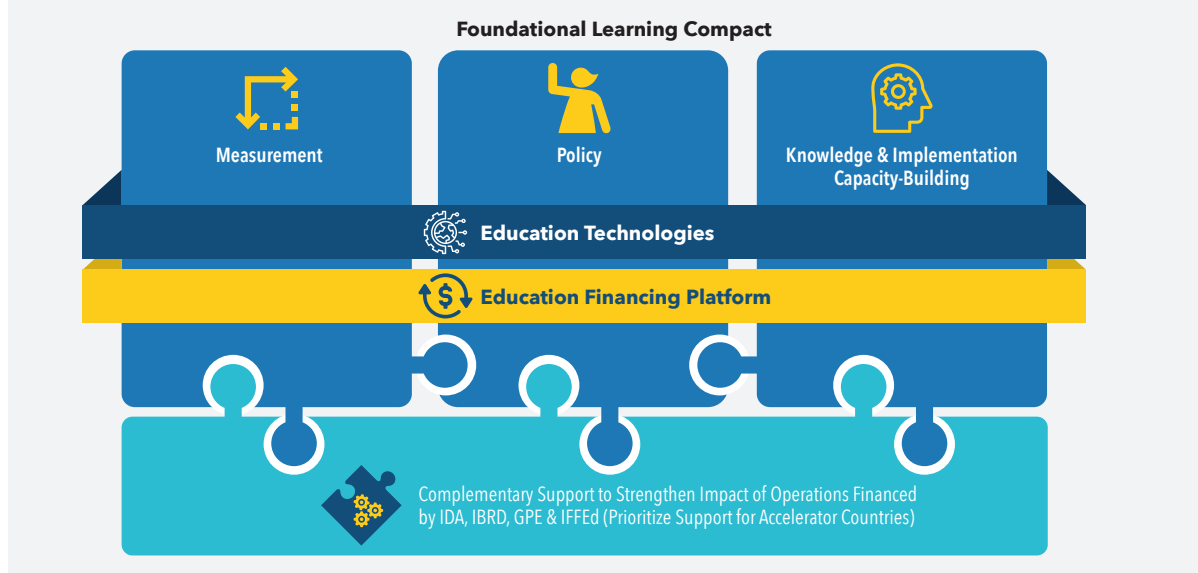 Foundational Learning Compact
Measurement
Policy
Knowledge & Implementation
Capacity-Building
Education Technologies
$
Education Financing Platform
Complementary Support to Strengthen Impact of Operations Financed
by IDA, IBRD, GPE & IFFEd (Prioritize Support for Accelerator Countries)